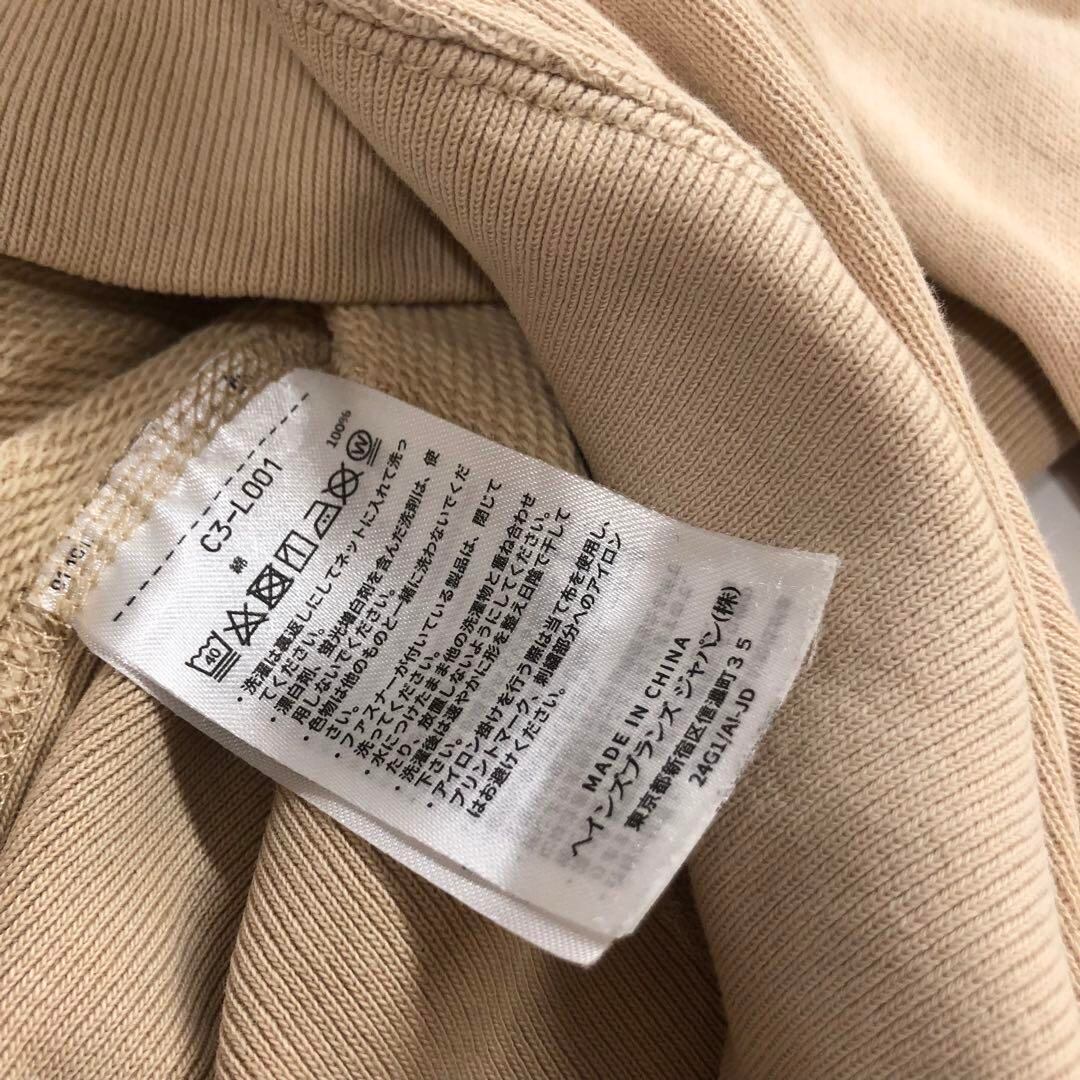 C3-L001
綿 100%
40
W
・洗濯は裏返しにしてネットに入れて洗っ
てください。
・漂白剤、蛍光増白剤を含んだ洗剤は、使
用しないでください。
・色物は他のものと一緒に洗わないでくだ
さい。
・ファスナーが付いている製品は、閉じて
洗ってください。
・水につけたまま他の洗濯物と重ね合わせ
たり、放置しないようにしてください。
・洗濯後は速やかに形を整え日陰で干して
下さい。
・アイロン掛けを行う際は当て布を使用し、
プリントマーク、刺繍部分へのアイロン
はお避けください。
MADE IN CHINA
ヘインズブランズ ジャパン(株)
東京都新宿区信濃町35
24G1/AI-JD